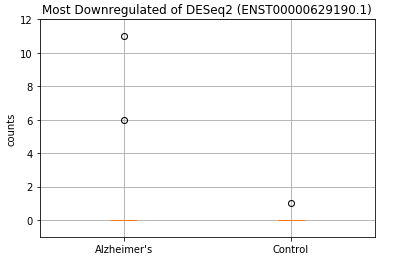 Most Downregulated of DESeq2 (ENST00000629190.1)
12
10
8
6
4
2
0
counts
Alzheimer's Control